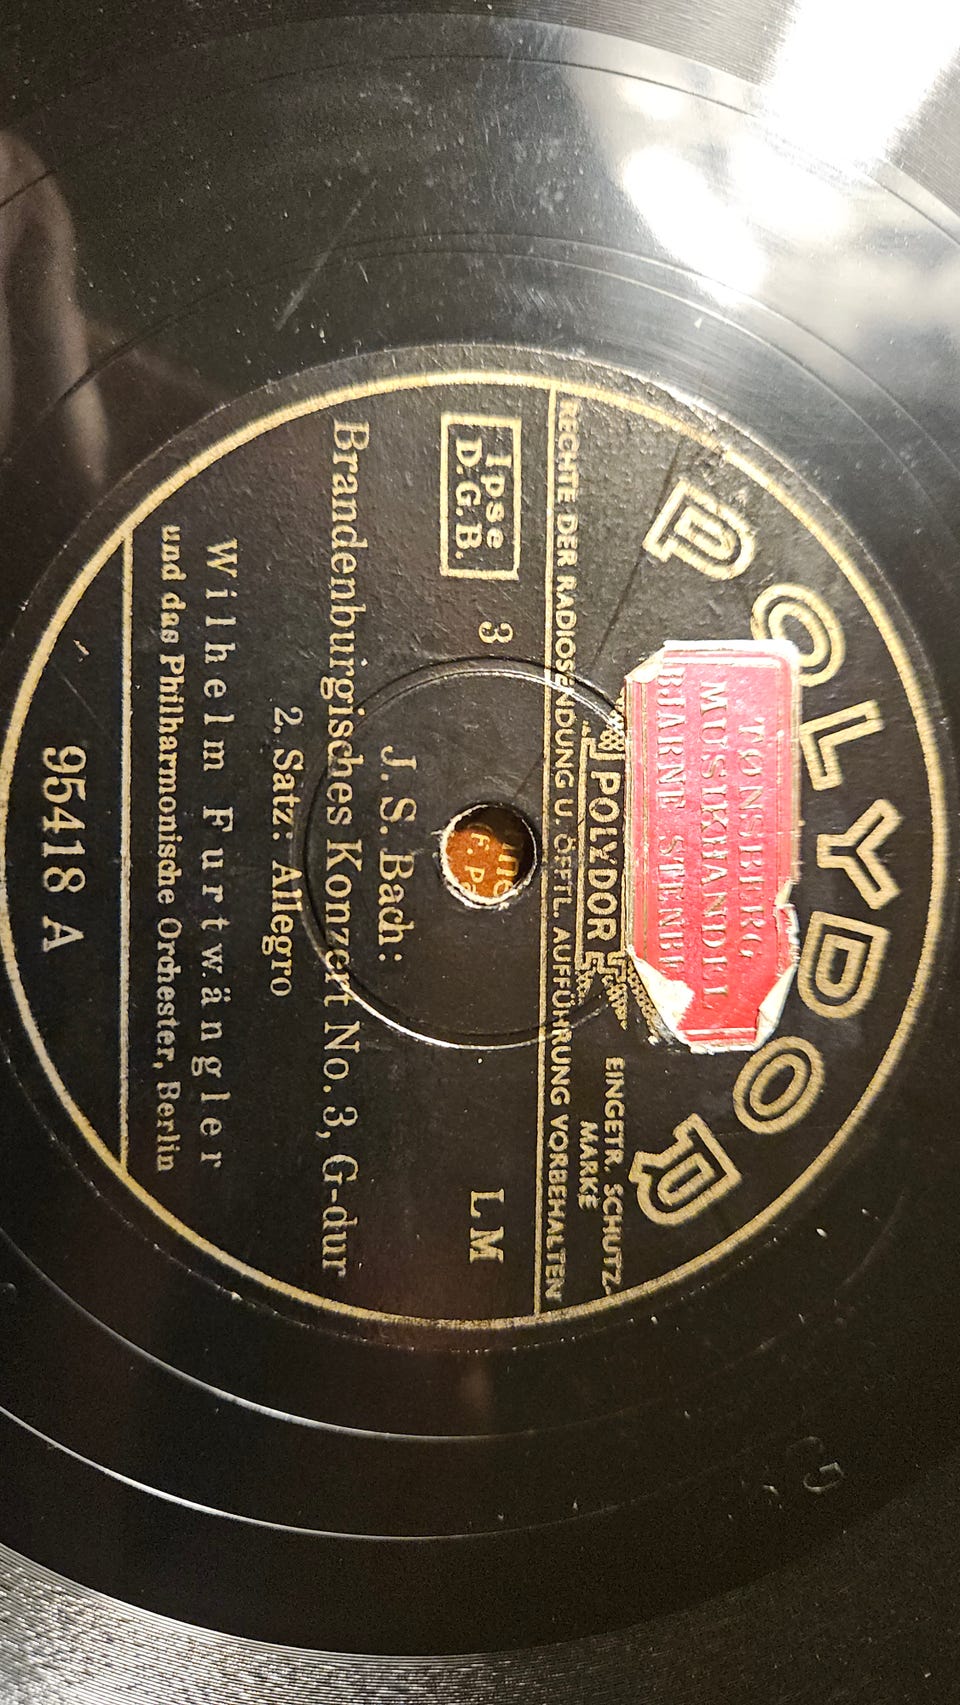 POLYDOR
TØNSBERG
MUSIKHANDEL
BJARNE STENE
POLYDOR
EINGETR. SCHUTZ-
MARKE
RECHTE DER RADIOSENDUNG U. ÖFFTL. AUFFÜHRUNG VORBEHALTEN
Ipse
D.G.B.
3
LM
J. S. Bach:
Brandenburgisches Konzert No. 3, G-dur
2. Satz: Allegro
Wilhelm Furtwängler
und das Philharmonische Orchester, Berlin
95418 A